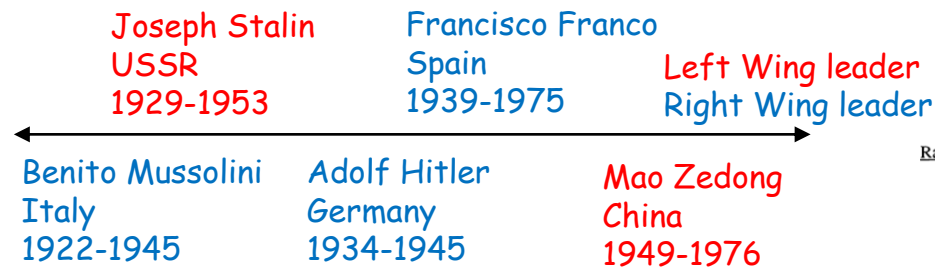 Joseph Stalin
USSR
1929-1953
Francisco Franco
Spain
1939-1975
Left Wing leader
Right Wing leader
Benito Mussolini
Italy
1922-1945
Adolf Hitler
Germany
1934-1945
Mao Zedong
China
1949-1976